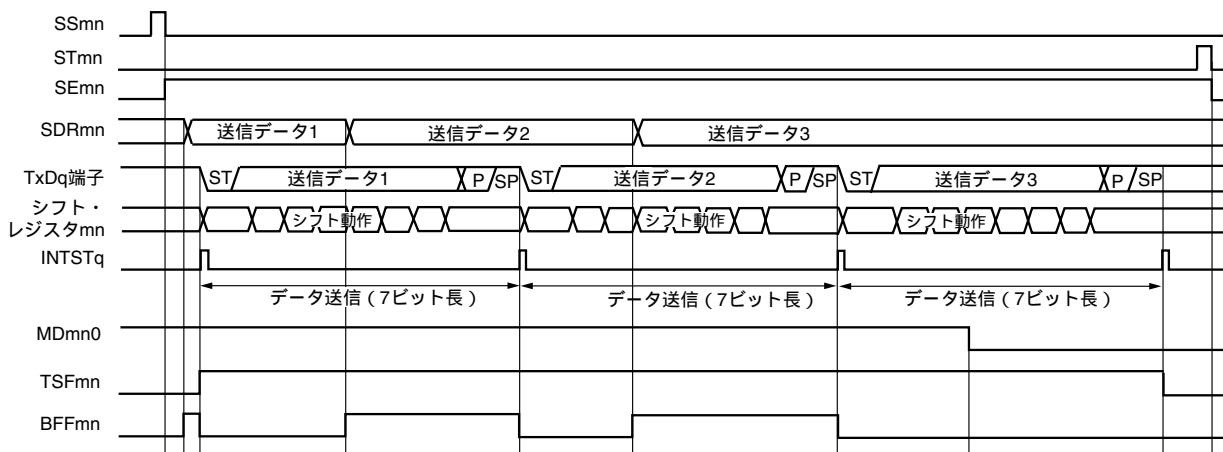 SSmn
STmn
SEmn
SDRmn 送信データ1 送信データ2 送信データ3
TxDq端子 ST 送信データ1 P SP ST 送信データ2 P SP ST 送信データ3 P SP
シフト・
レジスタmn シフト動作 シフト動作 シフト動作
INTSTq
データ送信（7ビット長） データ送信（7ビット長） データ送信（7ビット長）
MDmn0
TSFmn
BFFmn